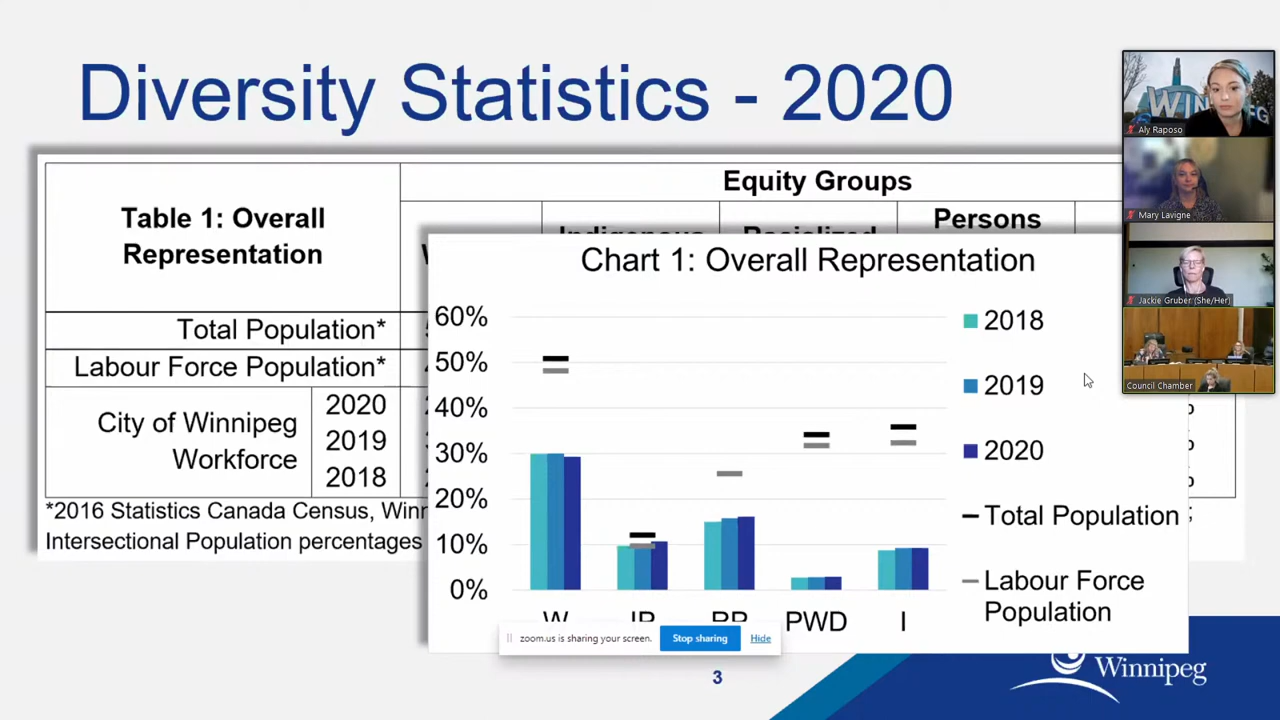 Diversity Statistics - 2020
Table 1: Overall
Representation
Equity Groups
Persons
Total Population*
Labour Force Population*
City of Winnipeg
Workforce
2020
2019
2018
*2016 Statistics Canada Census, Winn
Intersectional Population percentages
Chart 1: Overall Representation
60%
50%
40%
30%
20%
10%
0%
W
IP
RP
PWD
I
2018
2019
2020
Total Population
Labour Force
Population
zoom.us is sharing your screen.
Stop sharing
Hide
3
Winnipeg
Aly Raposo
Mary Lavigne
Jackie Gruber (She/Her)
Council Chamber